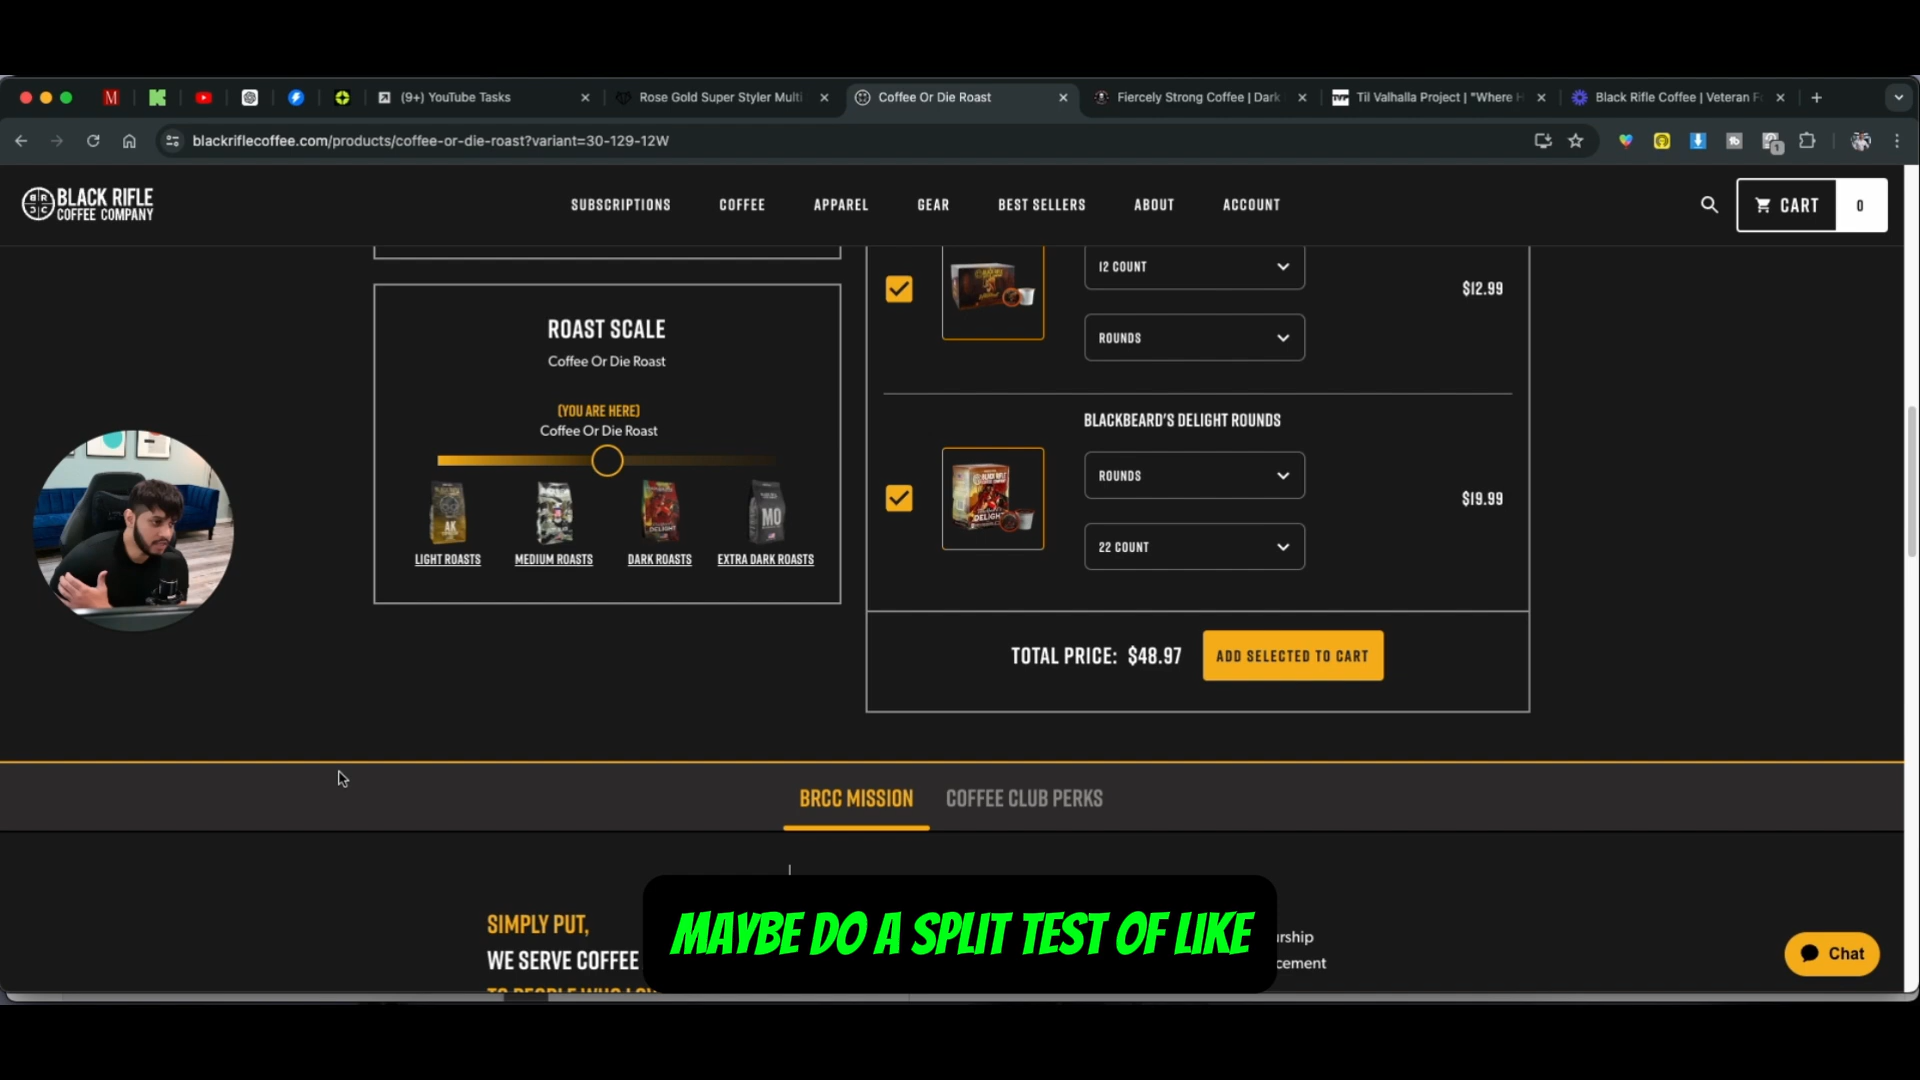 (9+) YouTube Tasks
Rose Gold Super Styler Multi
Coffee Or Die Roast
Fiercely Strong Coffee | Dark
Til Valhalla Project | "Where H
Black Rifle Coffee | Veteran F
blackriflecoffee.com/products/coffee-or-die-roast?variant=30-129-12W
BLACK RIFLE
COFFEE COMPANY
SUBSCRIPTIONS
COFFEE
APPAREL
GEAR
BEST SELLERS
ABOUT
ACCOUNT
CART
0
12 COUNT
$12.99
ROUNDS
ROAST SCALE
Coffee Or Die Roast
(YOU ARE HERE)
Coffee Or Die Roast
LIGHT ROASTS
MEDIUM ROASTS
DARK ROASTS
EXTRA DARK ROASTS
BLACKBEARD'S DELIGHT ROUNDS
ROUNDS
$19.99
22 COUNT
TOTAL PRICE: $48.97
ADD SELECTED TO CART
BRCC MISSION
COFFEE CLUB PERKS
SIMPLY PUT,
WE SERVE COFFEE
MAYBE DO A SPLIT TEST OF LIKE
Chat